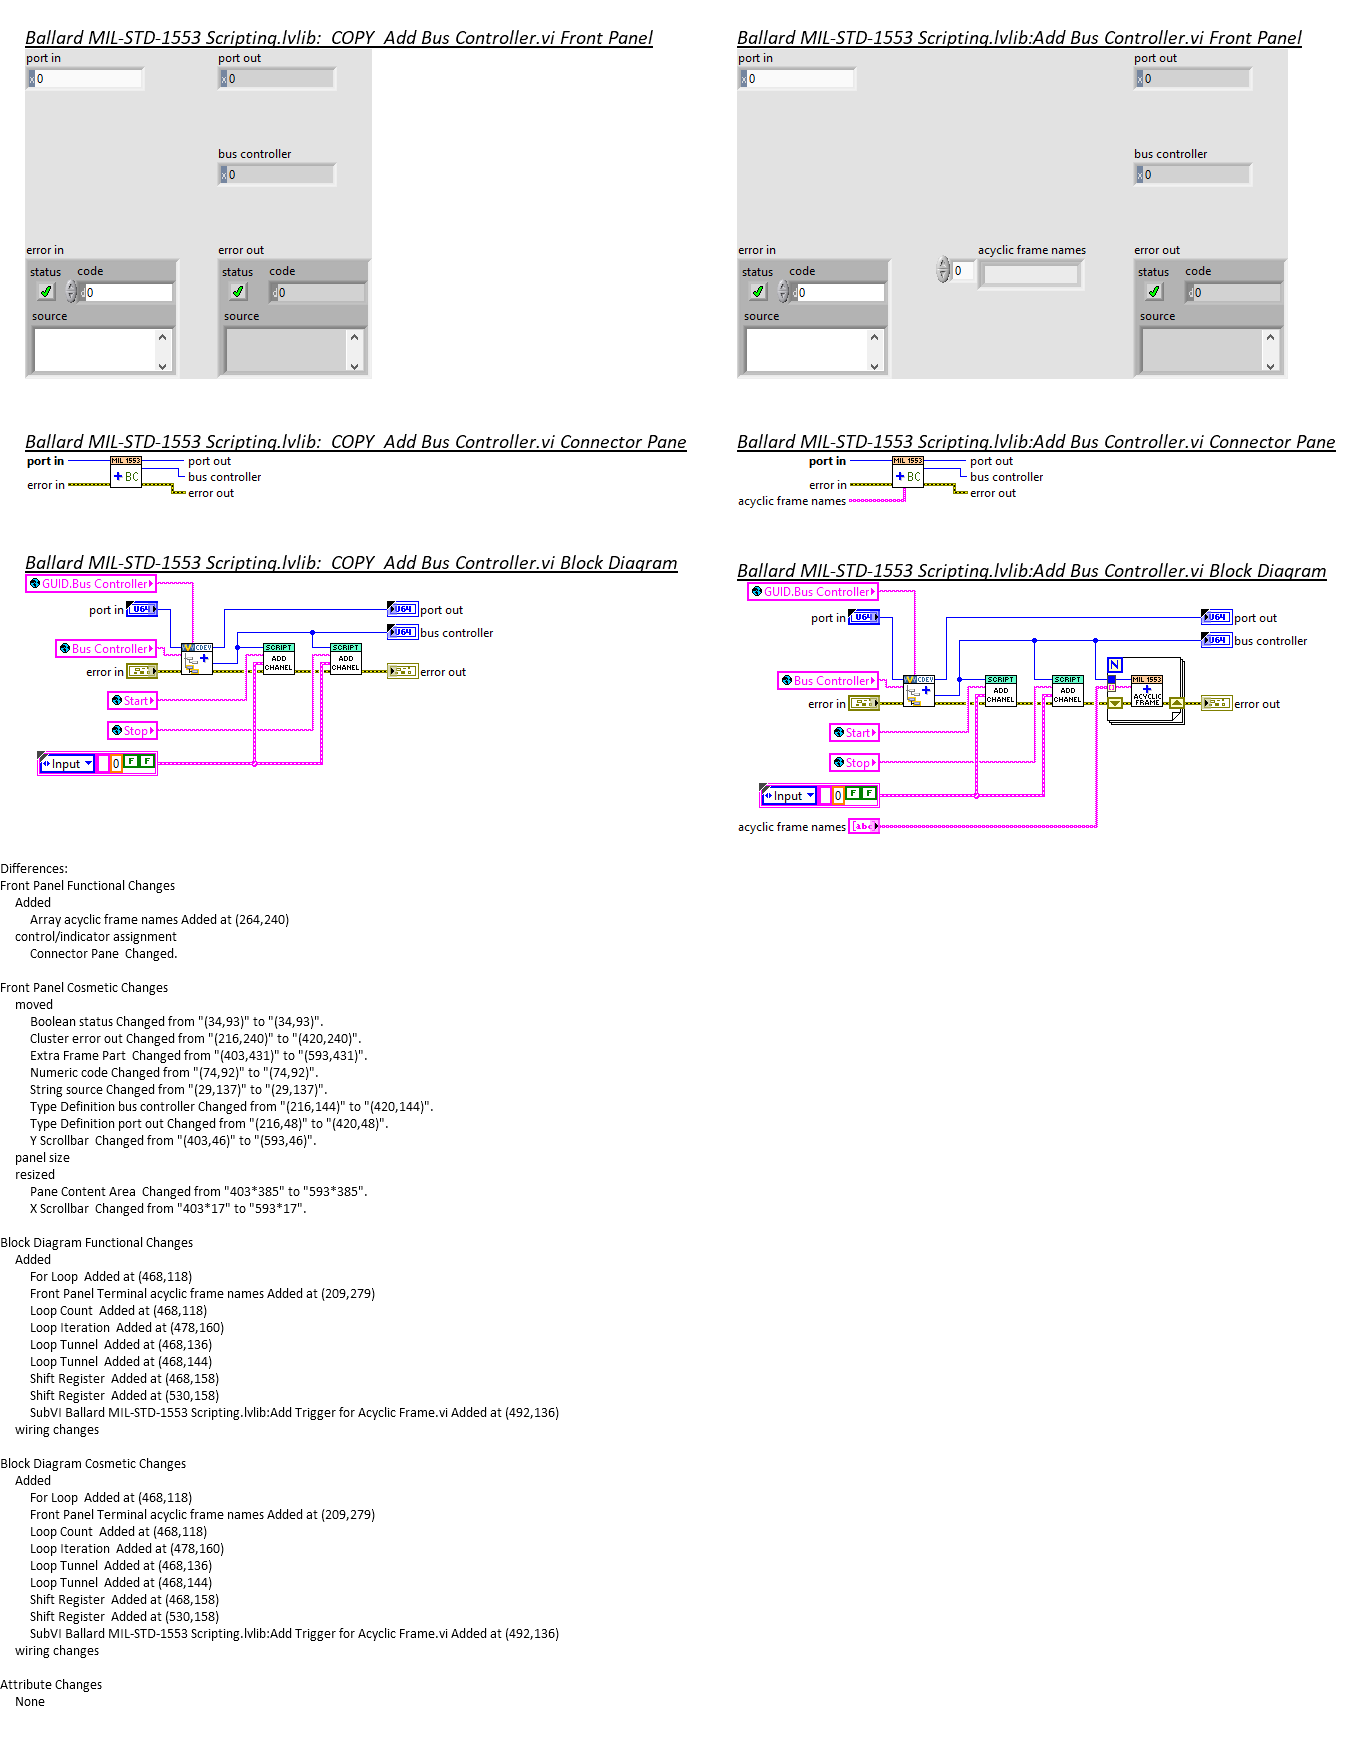 Ballard MIL-STD-1553 Scripting.lvlib:_COPY_Add Bus Controller.vi Front Panel
port in
0
port out
0
bus controller
0
error in
status
code
d0
source
error out
status
code
d0
source
Ballard MIL-STD-1553 Scripting.lvlib:Add Bus Controller.vi Front Panel
port in
x 0
port out
x 0
bus controller
x 0
error in
status
code
d0
source
0
acyclic frame names
error out
status
code
d0
source
Ballard MIL-STD-1553 Scripting.lvlib:_COPY_Add Bus Controller.vi Connector Pane
port in
error in
MIL 1553
+ BC
port out
bus controller
error out
Ballard MIL-STD-1553 Scripting.lvlib:Add Bus Controller.vi Connector Pane
port in
error in
acyclic frame names
MIL 1553
+ BC
port out
bus controller
error out
Ballard MIL-STD-1553 Scripting.lvlib:_COPY_Add Bus Controller.vi Block Diagram
GUID.Bus Controller
port in
U64
Bus Controller
error in
CDEV
SCRIPT
ADD
CHANEL
SCRIPT
ADD
CHANEL
U64
port out
U64
bus controller
error out
Start
Stop
Input
0
F
F
Ballard MIL-STD-1553 Scripting.lvlib:Add Bus Controller.vi Block Diagram
GUID.Bus Controller
port in
U64
Bus Controller
error in
CDEV
SCRIPT
ADD
CHANEL
SCRIPT
ADD
CHANEL
N
MIL 1553
+
ACYCLIC
FRAME
U64
port out
U64
bus controller
error out
Start
Stop
Input
0
F
F
acyclic frame names
[abc]
Differences:
Front Panel Functional Changes
Added
Array acyclic frame names Added at (264,240)
control/indicator assignment
Connector Pane  Changed.
Front Panel Cosmetic Changes
moved
Boolean status Changed from "(34,93)" to "(34,93)".
Cluster error out Changed from "(216,240)" to "(420,240)".
Extra Frame Part  Changed from "(403,431)" to "(593,431)".
Numeric code Changed from "(74,92)" to "(74,92)".
String source Changed from "(29,137)" to "(29,137)".
Type Definition bus controller Changed from "(216,144)" to "(420,144)".
Type Definition port out Changed from "(216,48)" to "(420,48)".
Y Scrollbar  Changed from "(403,46)" to "(593,46)".
panel size
resized
Pane Content Area  Changed from "403*385" to "593*385".
X Scrollbar  Changed from "403*17" to "593*17".
Block Diagram Functional Changes
Added
For Loop  Added at (468,118)
Front Panel Terminal acyclic frame names Added at (209,279)
Loop Count  Added at (468,118)
Loop Iteration  Added at (478,160)
Loop Tunnel  Added at (468,136)
Loop Tunnel  Added at (468,144)
Shift Register  Added at (468,158)
Shift Register  Added at (530,158)
SubVI Ballard MIL-STD-1553 Scripting.lvlib:Add Trigger for Acyclic Frame.vi Added at (492,136)
wiring changes
Block Diagram Cosmetic Changes
Added
For Loop  Added at (468,118)
Front Panel Terminal acyclic frame names Added at (209,279)
Loop Count  Added at (468,118)
Loop Iteration  Added at (478,160)
Loop Tunnel  Added at (468,136)
Loop Tunnel  Added at (468,144)
Shift Register  Added at (468,158)
Shift Register  Added at (530,158)
SubVI Ballard MIL-STD-1553 Scripting.lvlib:Add Trigger for Acyclic Frame.vi Added at (492,136)
wiring changes
Attribute Changes
None